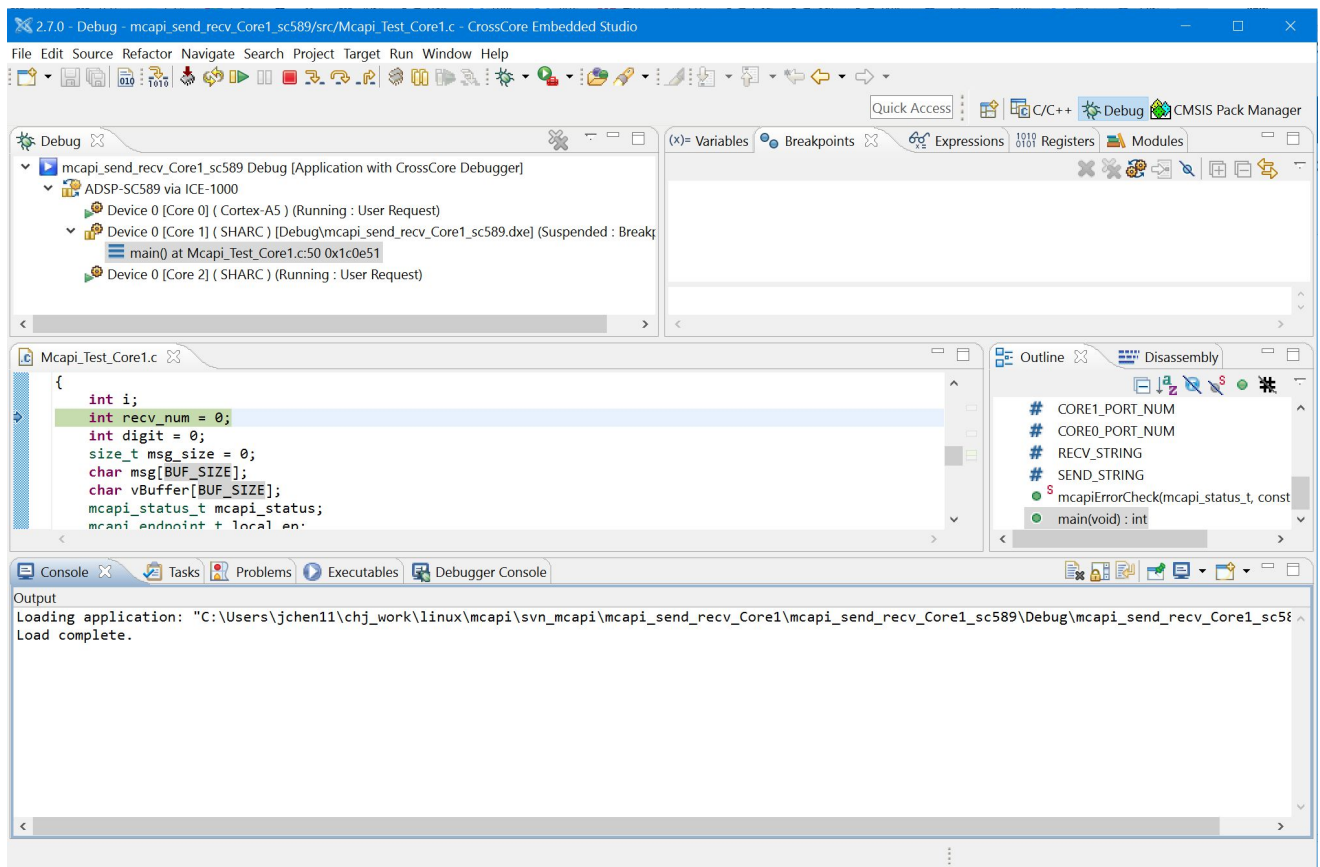 2.7.0 - Debug - mcapi_send_recv_Core1_sc589/src/Mcapi_Test_Core1.c - CrossCore Embedded Studio
File Edit Source Refactor Navigate Search Project Target Run Window Help
Quick Access C/C++ Debug CMSIS Pack Manager
Debug
mcapi_send_recv_Core1_sc589 Debug [Application with CrossCore Debugger]
ADSP-SC589 via ICE-1000
Device 0 [Core 0] ( Cortex-A5 ) (Running : User Request)
Device 0 [Core 1] ( SHARC ) [Debug\mcapi_send_recv_Core1_sc589.dxe] (Suspended : Breakp
main() at Mcapi_Test_Core1.c:50 0x1c0e51
Device 0 [Core 2] ( SHARC ) (Running : User Request)
(x)= Variables Breakpoints Expressions Registers Modules
Mcapi_Test_Core1.c
{
int i;
int recv_num = 0;
int digit = 0;
size_t msg_size = 0;
char msg[BUF_SIZE];
char vBuffer[BUF_SIZE];
mcapi_status_t mcapi_status;
mcapi_endpoint_t local_ep;
Outline Disassembly
# CORE1_PORT_NUM
# CORE0_PORT_NUM
# RECV_STRING
# SEND_STRING
S mcapiErrorCheck(mcapi_status_t, const
main(void) : int
Console Tasks Problems Executables Debugger Console
Output
Loading application: "C:\Users\jchen11\chj_work\linux\mcapi\svn_mcapi\mcapi_send_recv_Core1\mcapi_send_recv_Core1_sc589\Debug\mcapi_send_recv_Core1_sc58
Load complete.